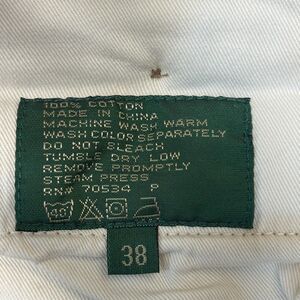 100% COTTON
MADE IN CHINA
MACHINE WASH WARM
WASH COLOR SEPARATELY
DO NOT BLEACH
TUMBLE DRY LOW
REMOVE PROMPTLY
STEAM PRESS
RN# 70534 P
40°
38